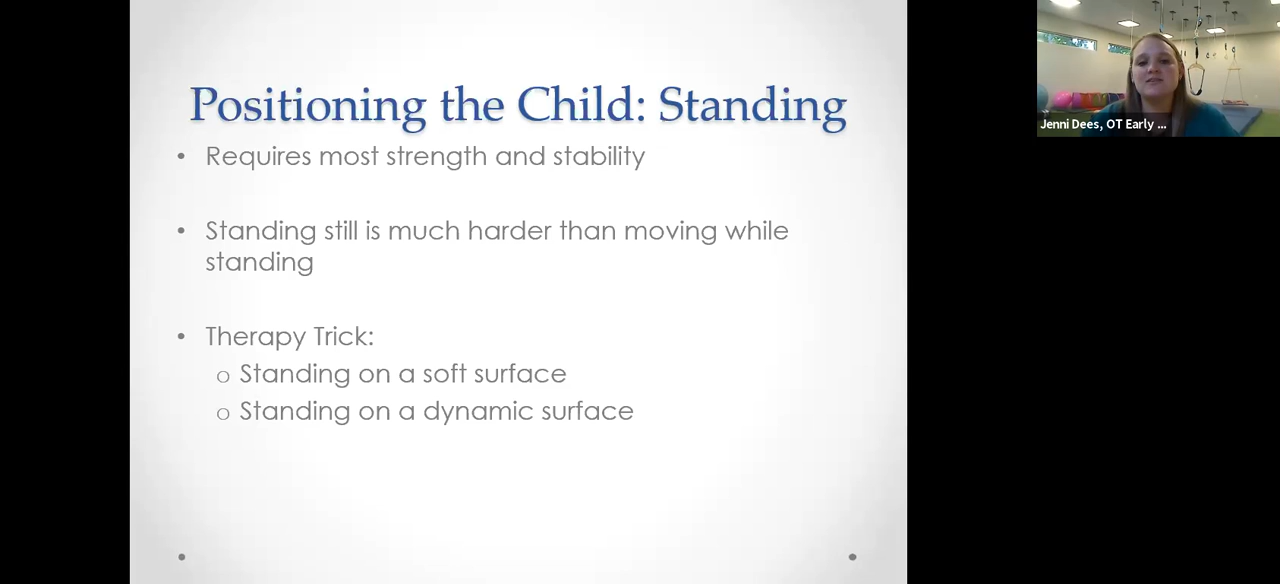 Positioning the Child: Standing
• Requires most strength and stability
• Standing still is much harder than moving while
standing
• Therapy Trick:
o Standing on a soft surface
o Standing on a dynamic surface
Jenni Dees, OT Early ...